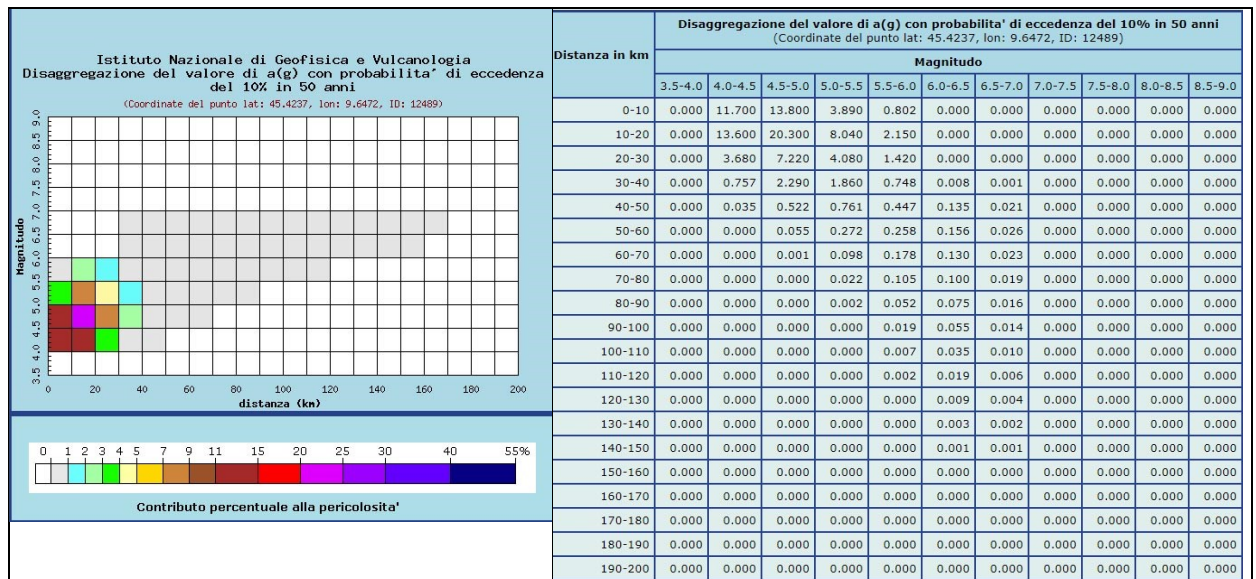 Istituto Nazionale di Geofisica e Vulcanologia
Disaggregazione del valore di a(g) con probabilita' di eccedenza
del 10% in 50 anni
(Coordinate del punto lat: 45.4237, lon: 9.6472, ID: 12489)
Magnitudo
9.0
8.5
8.0
7.5
7.0
6.5
6.0
5.5
5.0
4.5
4.0
3.5
0 20 40 60 80 100 120 140 160 180 200
distanza (km)
0 1 2 3 4 5 7 9 11 15 20 25 30 40 55%
Contributo percentuale alla pericolosita'
Distanza in km
Disaggregazione del valore di a(g) con probabilita' di eccedenza del 10% in 50 anni
(Coordinate del punto lat: 45.4237, lon: 9.6472, ID: 12489)
Magnitudo
3.5-4.0 4.0-4.5 4.5-5.0 5.0-5.5 5.5-6.0 6.0-6.5 6.5-7.0 7.0-7.5 7.5-8.0 8.0-8.5 8.5-9.0
0-10 0.000 11.700 13.800 3.890 0.802 0.000 0.000 0.000 0.000 0.000 0.000
10-20 0.000 13.600 20.300 8.040 2.150 0.000 0.000 0.000 0.000 0.000 0.000
20-30 0.000 3.680 7.220 4.080 1.420 0.000 0.000 0.000 0.000 0.000 0.000
30-40 0.000 0.757 2.290 1.860 0.748 0.008 0.001 0.000 0.000 0.000 0.000
40-50 0.000 0.035 0.522 0.761 0.447 0.135 0.021 0.000 0.000 0.000 0.000
50-60 0.000 0.000 0.055 0.272 0.258 0.156 0.026 0.000 0.000 0.000 0.000
60-70 0.000 0.000 0.001 0.098 0.178 0.130 0.023 0.000 0.000 0.000 0.000
70-80 0.000 0.000 0.000 0.022 0.105 0.100 0.019 0.000 0.000 0.000 0.000
80-90 0.000 0.000 0.000 0.002 0.052 0.075 0.016 0.000 0.000 0.000 0.000
90-100 0.000 0.000 0.000 0.000 0.019 0.055 0.014 0.000 0.000 0.000 0.000
100-110 0.000 0.000 0.000 0.000 0.007 0.035 0.010 0.000 0.000 0.000 0.000
110-120 0.000 0.000 0.000 0.000 0.002 0.019 0.006 0.000 0.000 0.000 0.000
120-130 0.000 0.000 0.000 0.000 0.000 0.009 0.004 0.000 0.000 0.000 0.000
130-140 0.000 0.000 0.000 0.000 0.000 0.003 0.002 0.000 0.000 0.000 0.000
140-150 0.000 0.000 0.000 0.000 0.000 0.001 0.001 0.000 0.000 0.000 0.000
150-160 0.000 0.000 0.000 0.000 0.000 0.000 0.000 0.000 0.000 0.000 0.000
160-170 0.000 0.000 0.000 0.000 0.000 0.000 0.000 0.000 0.000 0.000 0.000
170-180 0.000 0.000 0.000 0.000 0.000 0.000 0.000 0.000 0.000 0.000 0.000
180-190 0.000 0.000 0.000 0.000 0.000 0.000 0.000 0.000 0.000 0.000 0.000
190-200 0.000 0.000 0.000 0.000 0.000 0.000 0.000 0.000 0.000 0.000 0.000